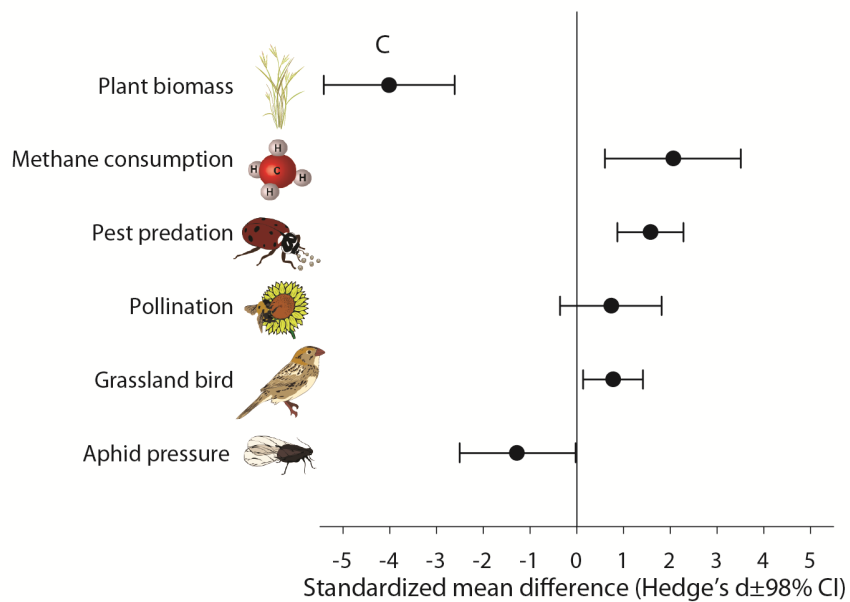 C
Plant biomass
Methane consumption
H
H
C
H
H
Pest predation
Pollination
Grassland bird
Aphid pressure
-5 -4 -3 -2 -1 0 1 2 3 4 5
Standardized mean difference (Hedge's d±98% CI)